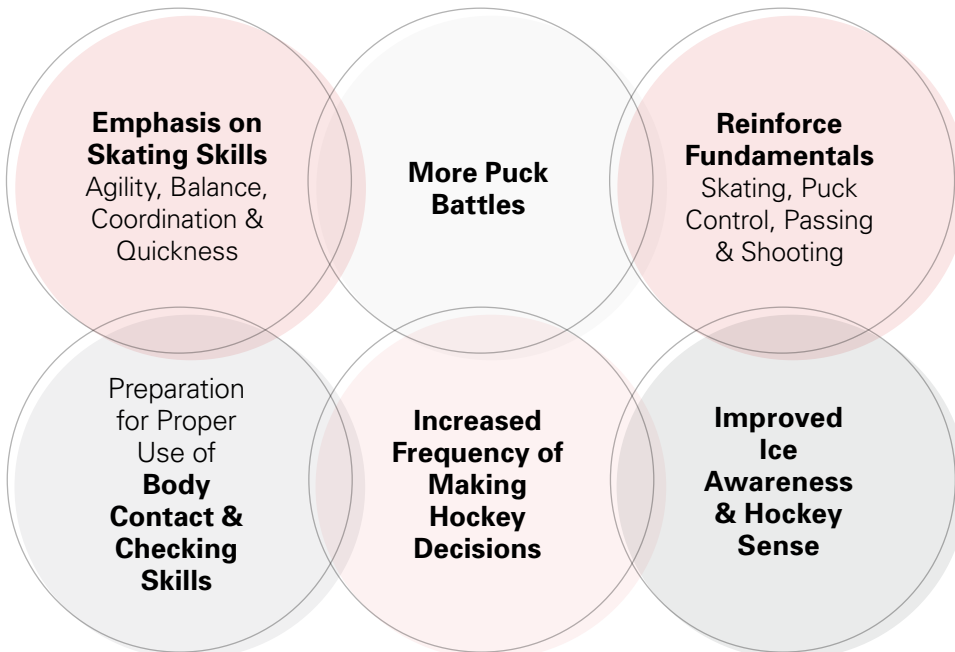 Emphasis on
Skating Skills
Agility, Balance,
Coordination &
Quickness
More Puck
Battles
Reinforce
Fundamentals
Skating, Puck
Control, Passing
& Shooting
Preparation
for Proper
Use of
Body
Contact &
Checking
Skills
Increased
Frequency of
Making
Hockey
Decisions
Improved
Ice
Awareness
& Hockey
Sense